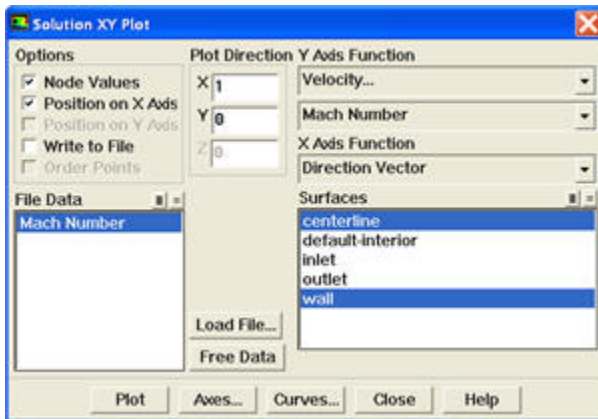 Solution XY Plot
Options
Node Values
Position on X Axis
Position on Y Axis
Write to File
Order Points
Plot Direction
X 1
Y 0
Z 0
Y Axis Function
Velocity...
Mach Number
X Axis Function
Direction Vector
File Data
Mach Number
Load File...
Free Data
Surfaces
centerline
default-interior
inlet
outlet
wall
Plot
Axes...
Curves...
Close
Help